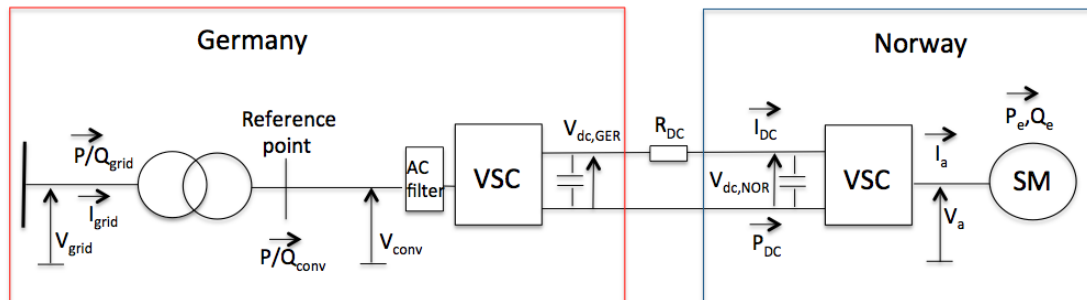 Germany
Norway
P/Q_grid
I_grid
V_grid
Reference
point
P/Q_conv
V_conv
AC
filter
VSC
V_dc,GER
R_DC
I_DC
V_dc,NOR
P_DC
VSC
I_a
V_a
P_e,Q_e
SM